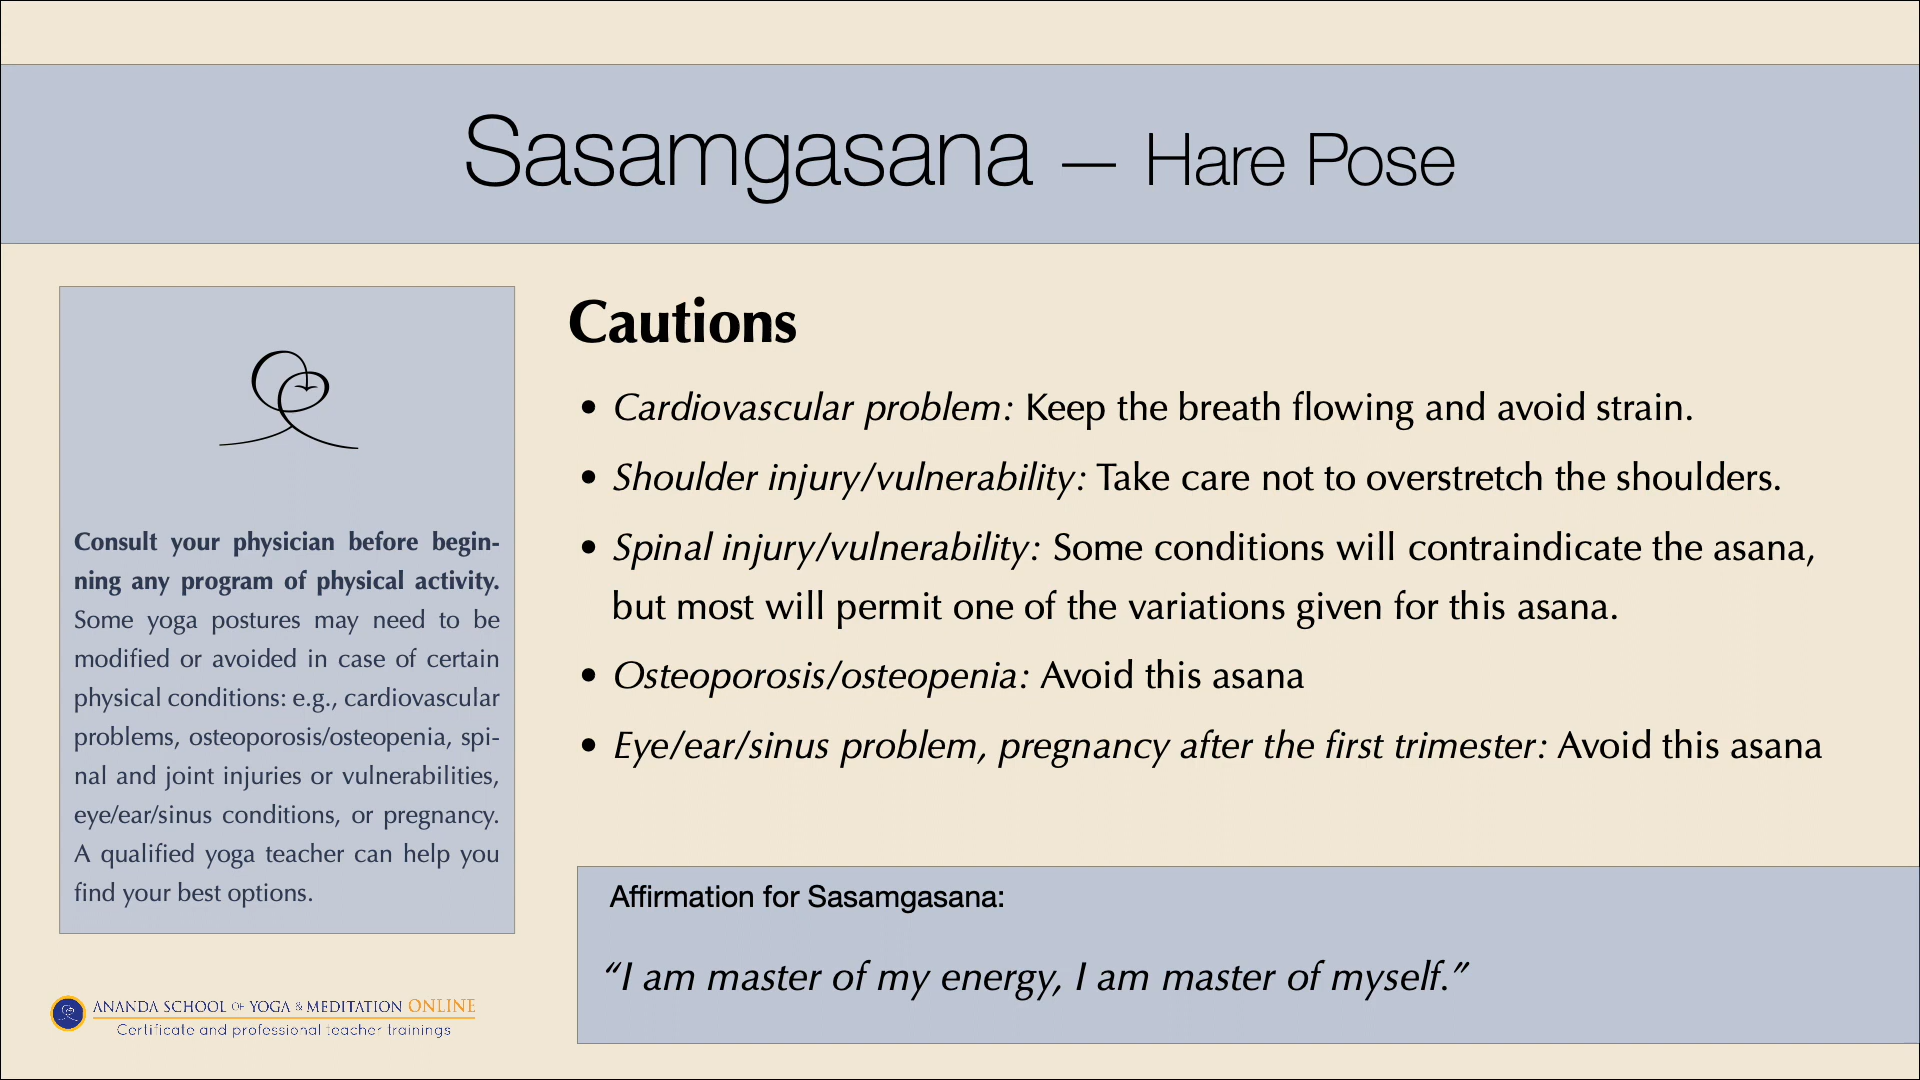 Sasamgasana — Hare Pose
Consult your physician before begin-
ning any program of physical activity.
Some yoga postures may need to be
modified or avoided in case of certain
physical conditions: e.g., cardiovascular
problems, osteoporosis/osteopenia, spi-
nal and joint injuries or vulnerabilities,
eye/ear/sinus conditions, or pregnancy.
A qualified yoga teacher can help you
find your best options.
ANANDA SCHOOL OF YOGA & MEDITATION ONLINE
Certificate and professional teacher trainings
Cautions
• Cardiovascular problem: Keep the breath flowing and avoid strain.
• Shoulder injury/vulnerability: Take care not to overstretch the shoulders.
• Spinal injury/vulnerability: Some conditions will contraindicate the asana,
but most will permit one of the variations given for this asana.
• Osteoporosis/osteopenia: Avoid this asana
• Eye/ear/sinus problem, pregnancy after the first trimester: Avoid this asana
Affirmation for Sasamgasana:
“I am master of my energy, I am master of myself.”